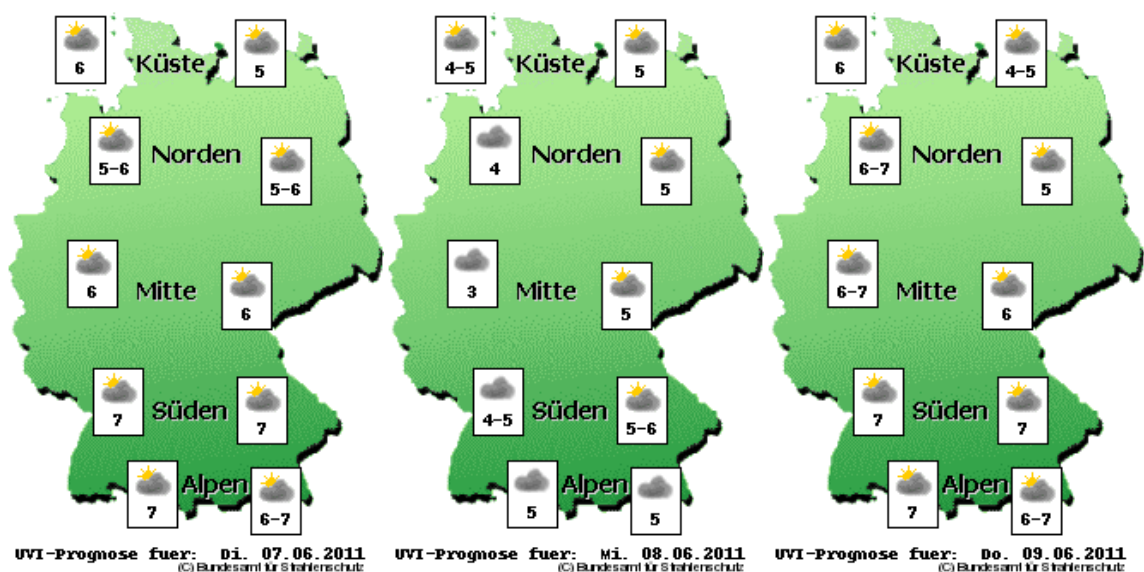 6 Küste 5
5-6 Norden 5-6
6 Mitte 6
7 Süden 7
7 Alpen 6-7
UVI-Prognose fuer: Di. 07.06.2011
(C) Bundesamt für Strahlenschutz
4-5 Küste 5
4 Norden 5
3 Mitte 5
4-5 Süden 5-6
5 Alpen 5
UVI-Prognose fuer: Mi. 08.06.2011
(C) Bundesamt für Strahlenschutz
6 Küste 4-5
6-7 Norden 5
6-7 Mitte 6
7 Süden 7
7 Alpen 6-7
UVI-Prognose fuer: Do. 09.06.2011
(C) Bundesamt für Strahlenschutz